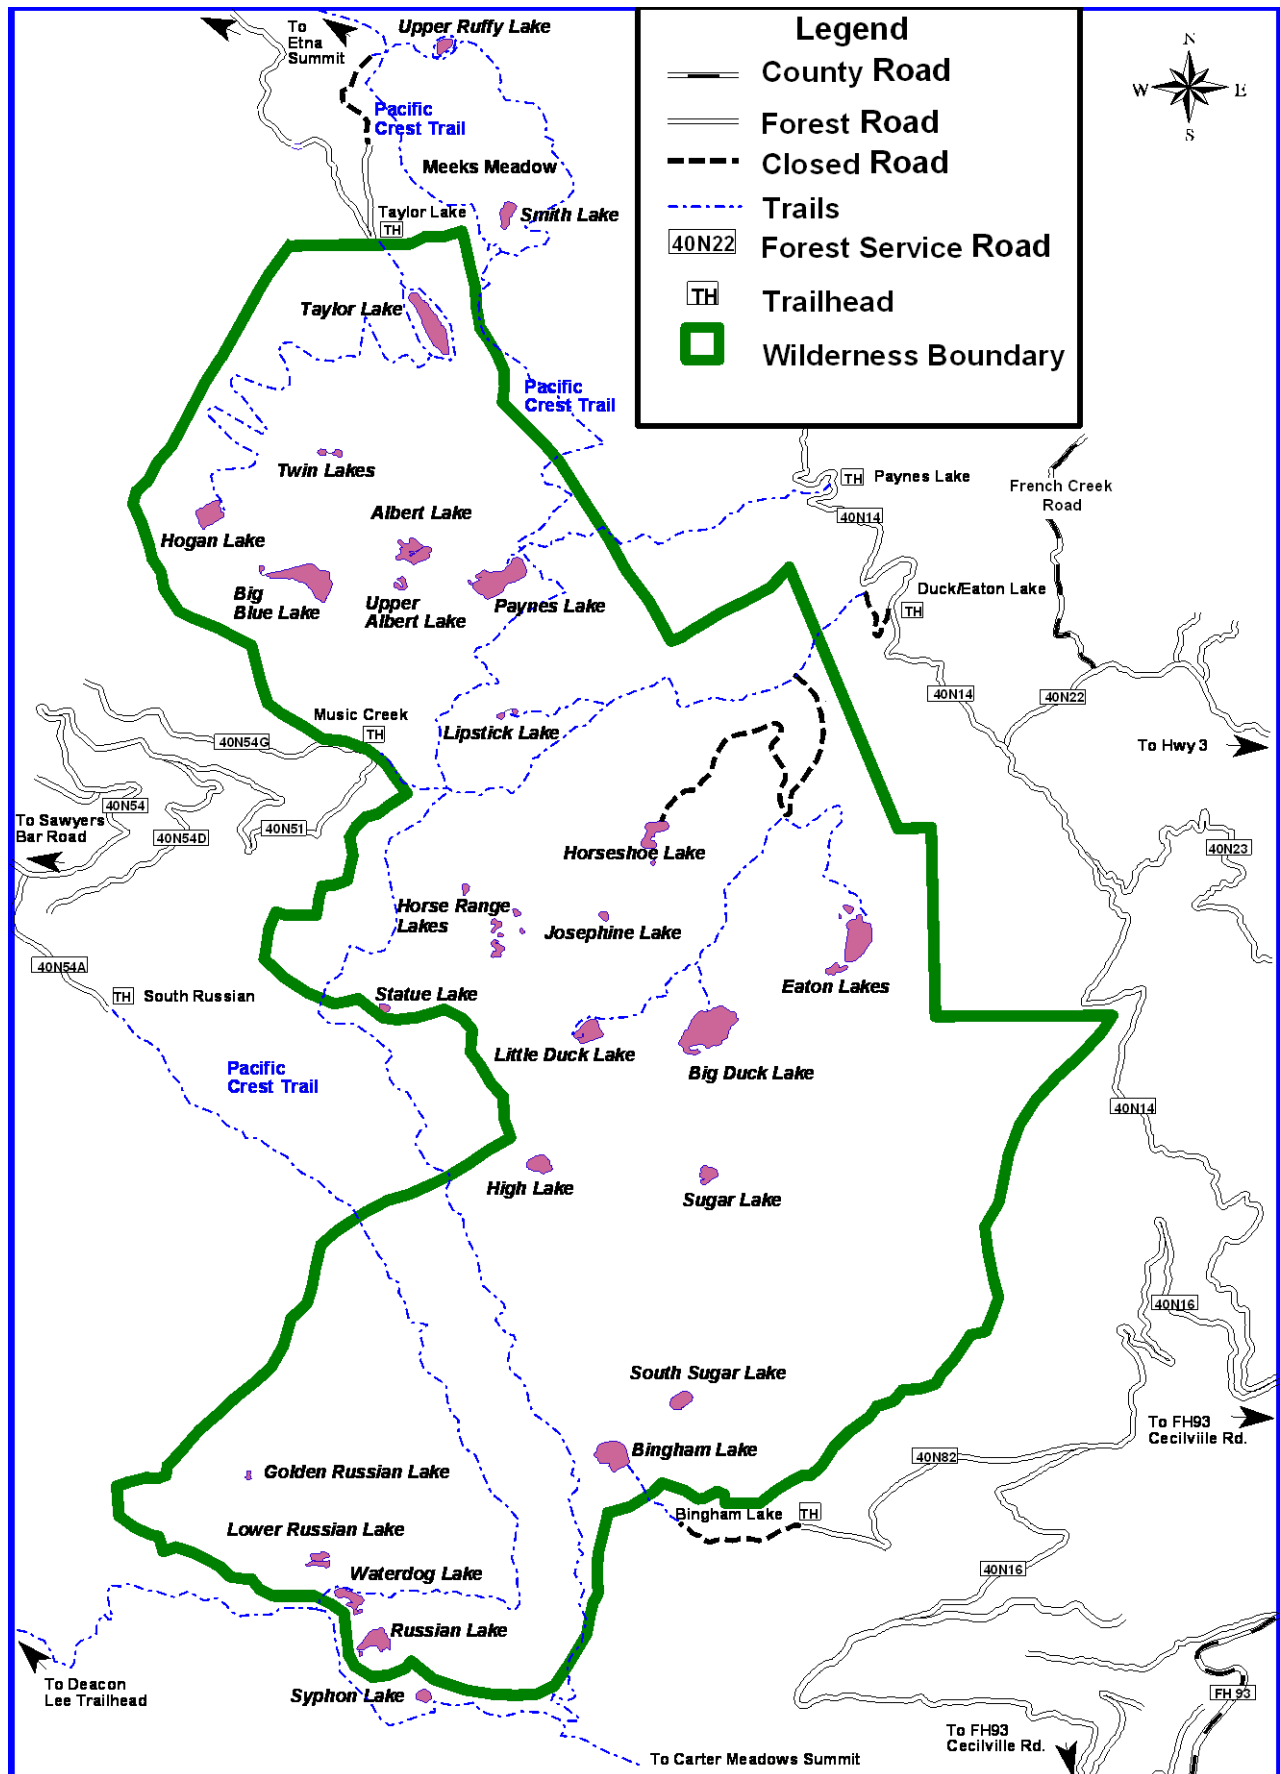 To
Etna
Summit
Upper Ruffy Lake
Legend
County Road
Forest Road
Closed Road
Trails
40N22
Forest Service Road
TH
Trailhead
Wilderness Boundary
N
W
E
S
Pacific
Crest Trail
Meeks Meadow
Taylor Lake
TH
Smith Lake
Taylor Lake
Pacific
Crest Trail
Twin Lakes
TH
Paynes Lake
French Creek
Road
40N14
Hogan Lake
Albert Lake
Big
Blue Lake
Upper
Albert Lake
Paynes Lake
Duck/Eaton Lake
TH
40N14
40N22
To Hwy 3
Music Creek
TH
Lipstick Lake
40N54G
40N54
40N54D
40N51
To Sawyers
Bar Road
Horseshoe Lake
40N23
Horse Range
Lakes
Josephine Lake
Eaton Lakes
40N54A
TH
South Russian
Statue Lake
Little Duck Lake
Big Duck Lake
Pacific
Crest Trail
40N14
High Lake
Sugar Lake
40N16
South Sugar Lake
To FH93
Cecilviile Rd.
Bingham Lake
40N82
Golden Russian Lake
Bingham Lake
TH
Lower Russian Lake
Waterdog Lake
40N16
Russian Lake
To Deacon
Lee Trailhead
Syphon Lake
FH 93
To FH93
Cecilville Rd.
To Carter Meadows Summit